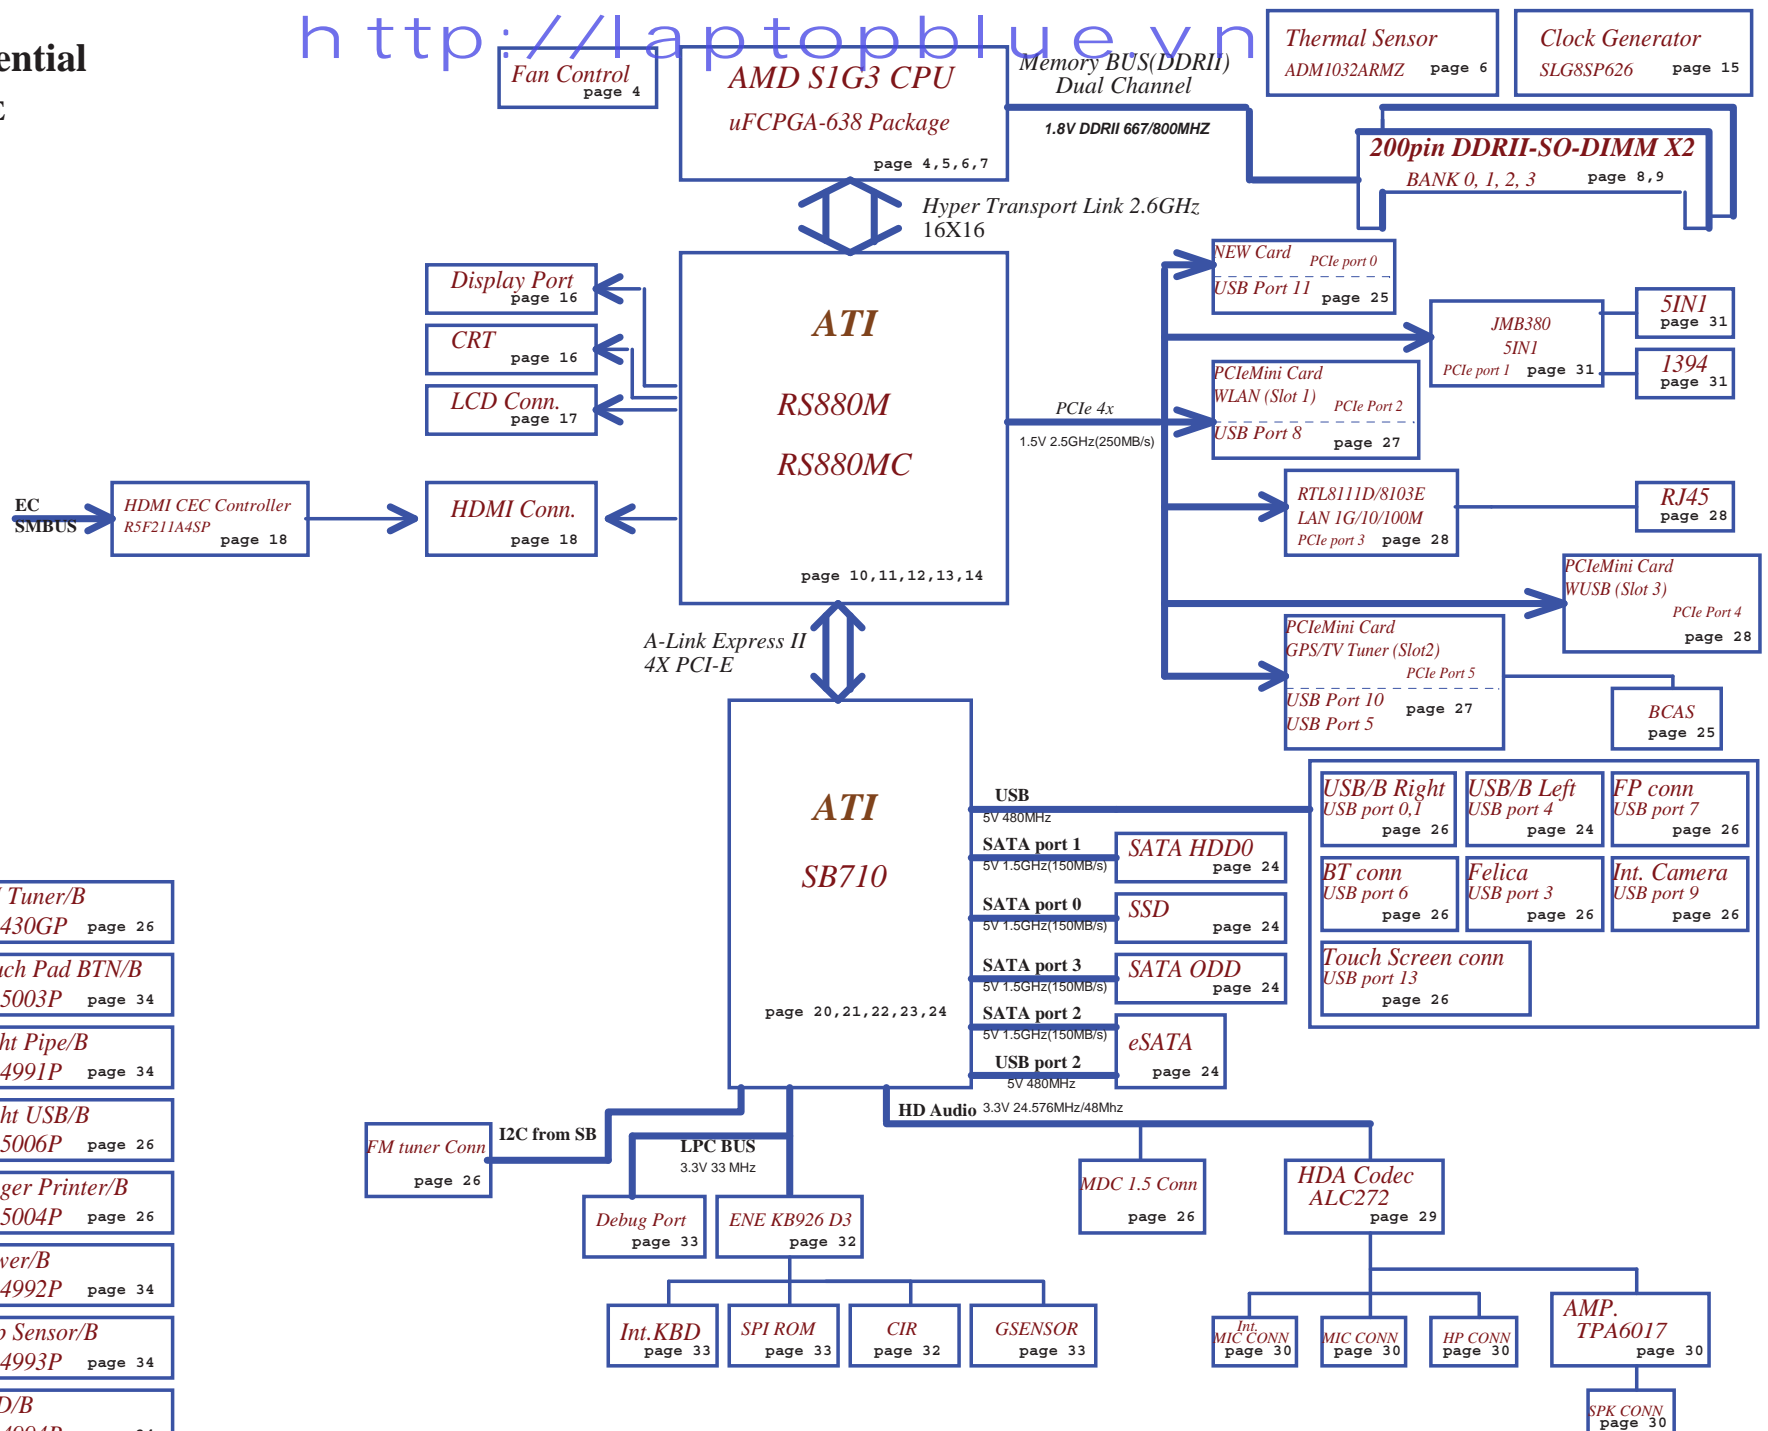 http://laptopblue.vn
ential
E
Fan Control
page 4
AMD S1G3 CPU
uFCPGA-638 Package
page 4,5,6,7
Memory BUS(DDRII)
Dual Channel
1.8V DDRII 667/800MHZ
Thermal Sensor
ADM1032ARMZ page 6
Clock Generator
SLG8SP626 page 15
200pin DDRII-SO-DIMM X2
BANK 0, 1, 2, 3 page 8,9
Hyper Transport Link 2.6GHz
16X16
Display Port
page 16
CRT
page 16
LCD Conn.
page 17
EC
SMBUS
HDMI CEC Controller
R5F211A4SP
page 18
HDMI Conn.
page 18
ATI
RS880M
RS880MC
page 10,11,12,13,14
PCIe 4x
1.5V 2.5GHz(250MB/s)
NEW Card PCIe port 0
USB Port 11 page 25
JMB380
5IN1
PCIe port 1 page 31
5IN1
page 31
1394
page 31
PCIeMini Card
WLAN (Slot 1)
PCIe Port 2
USB Port 8
page 27
RTL8111D/8103E
LAN 1G/10/100M
PCIe port 3 page 28
RJ45
page 28
PCIeMini Card
WUSB (Slot 3)
PCIe Port 4
page 28
PCIeMini Card
GPS/TV Tuner (Slot2)
PCIe Port 5
USB Port 10
USB Port 5
page 27
BCAS
page 25
A-Link Express II
4X PCI-E
ATI
SB710
page 20,21,22,23,24
USB
5V 480MHz
SATA port 1
5V 1.5GHz(150MB/s)
SATA HDD0
page 24
SATA port 0
5V 1.5GHz(150MB/s)
SSD
page 24
SATA port 3
5V 1.5GHz(150MB/s)
SATA ODD
page 24
SATA port 2
5V 1.5GHz(150MB/s)
USB port 2
5V 480MHz
eSATA
page 24
USB/B Right
USB port 0,1
page 26
USB/B Left
USB port 4
page 24
FP conn
USB port 7
page 26
BT conn
USB port 6
page 26
Felica
USB port 3
page 26
Int. Camera
USB port 9
page 26
Touch Screen conn
USB port 13
page 26
HD Audio 3.3V 24.576MHz/48Mhz
I2C from SB
FM tuner Conn
page 26
LPC BUS
3.3V 33 MHz
Debug Port
page 33
ENE KB926 D3
page 32
MDC 1.5 Conn
page 26
HDA Codec
ALC272
page 29
Int.KBD
page 33
SPI ROM
page 33
CIR
page 32
GSENSOR
page 33
Int.
MIC CONN
page 30
MIC CONN
page 30
HP CONN
page 30
AMP.
TPA6017
page 30
SPK CONN
page 30
Tuner/B
430GP page 26
uch Pad BTN/B
5003P page 34
ht Pipe/B
4991P page 34
ht USB/B
5006P page 26
ger Printer/B
5004P page 26
wer/B
4992P page 34
Sensor/B
4993P page 34
D/B